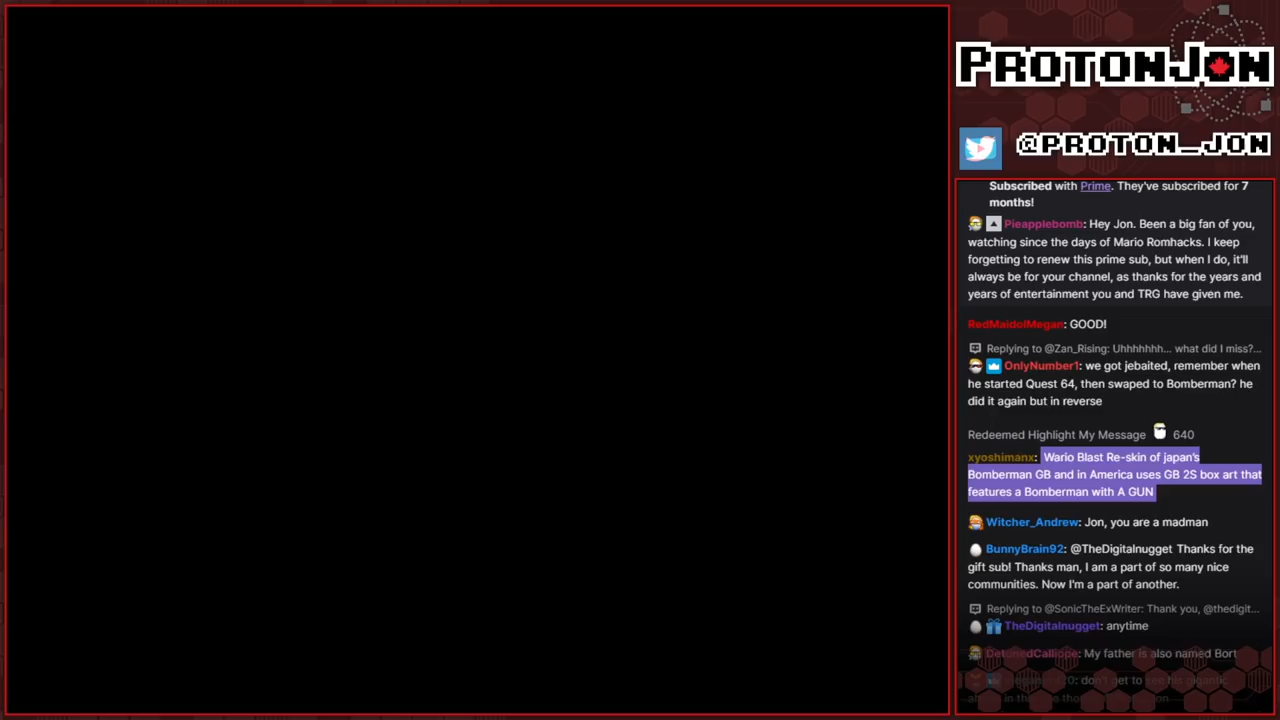 PROTONJON
@PROTON_JON
Subscribed with Prime. They've subscribed for 7
months!
Pieapplebomb: Hey Jon. Been a big fan of you,
watching since the days of Mario Romhacks. I keep
forgetting to renew this prime sub, but when I do, it'll
always be for your channel, as thanks for the years and
years of entertainment you and TRG have given me.
RedMaidolMegan: GOOD!
Replying to @Zan_Rising: Uhhhhhhh... what did I miss?...
OnlyNumber1: we got jebaited, remember when
he started Quest 64, then swaped to Bomberman? he
did it again but in reverse
Redeemed Highlight My Message 640
xyoshimanx: Wario Blast Re-skin of japan's
Bomberman GB and in America uses GB 2S box art that
features a Bomberman with A GUN
Witcher_Andrew: Jon, you are a madman
BunnyBrain92: @TheDigitalnugget Thanks for the
gift sub! Thanks man, I am a part of so many nice
communities. Now I'm a part of another.
Replying to @SonicTheExWriter: Thank you, @thedigit...
TheDigitalnugget: anytime
DetunedCalliope: My father is also named Bort
don't get to see his gigantic